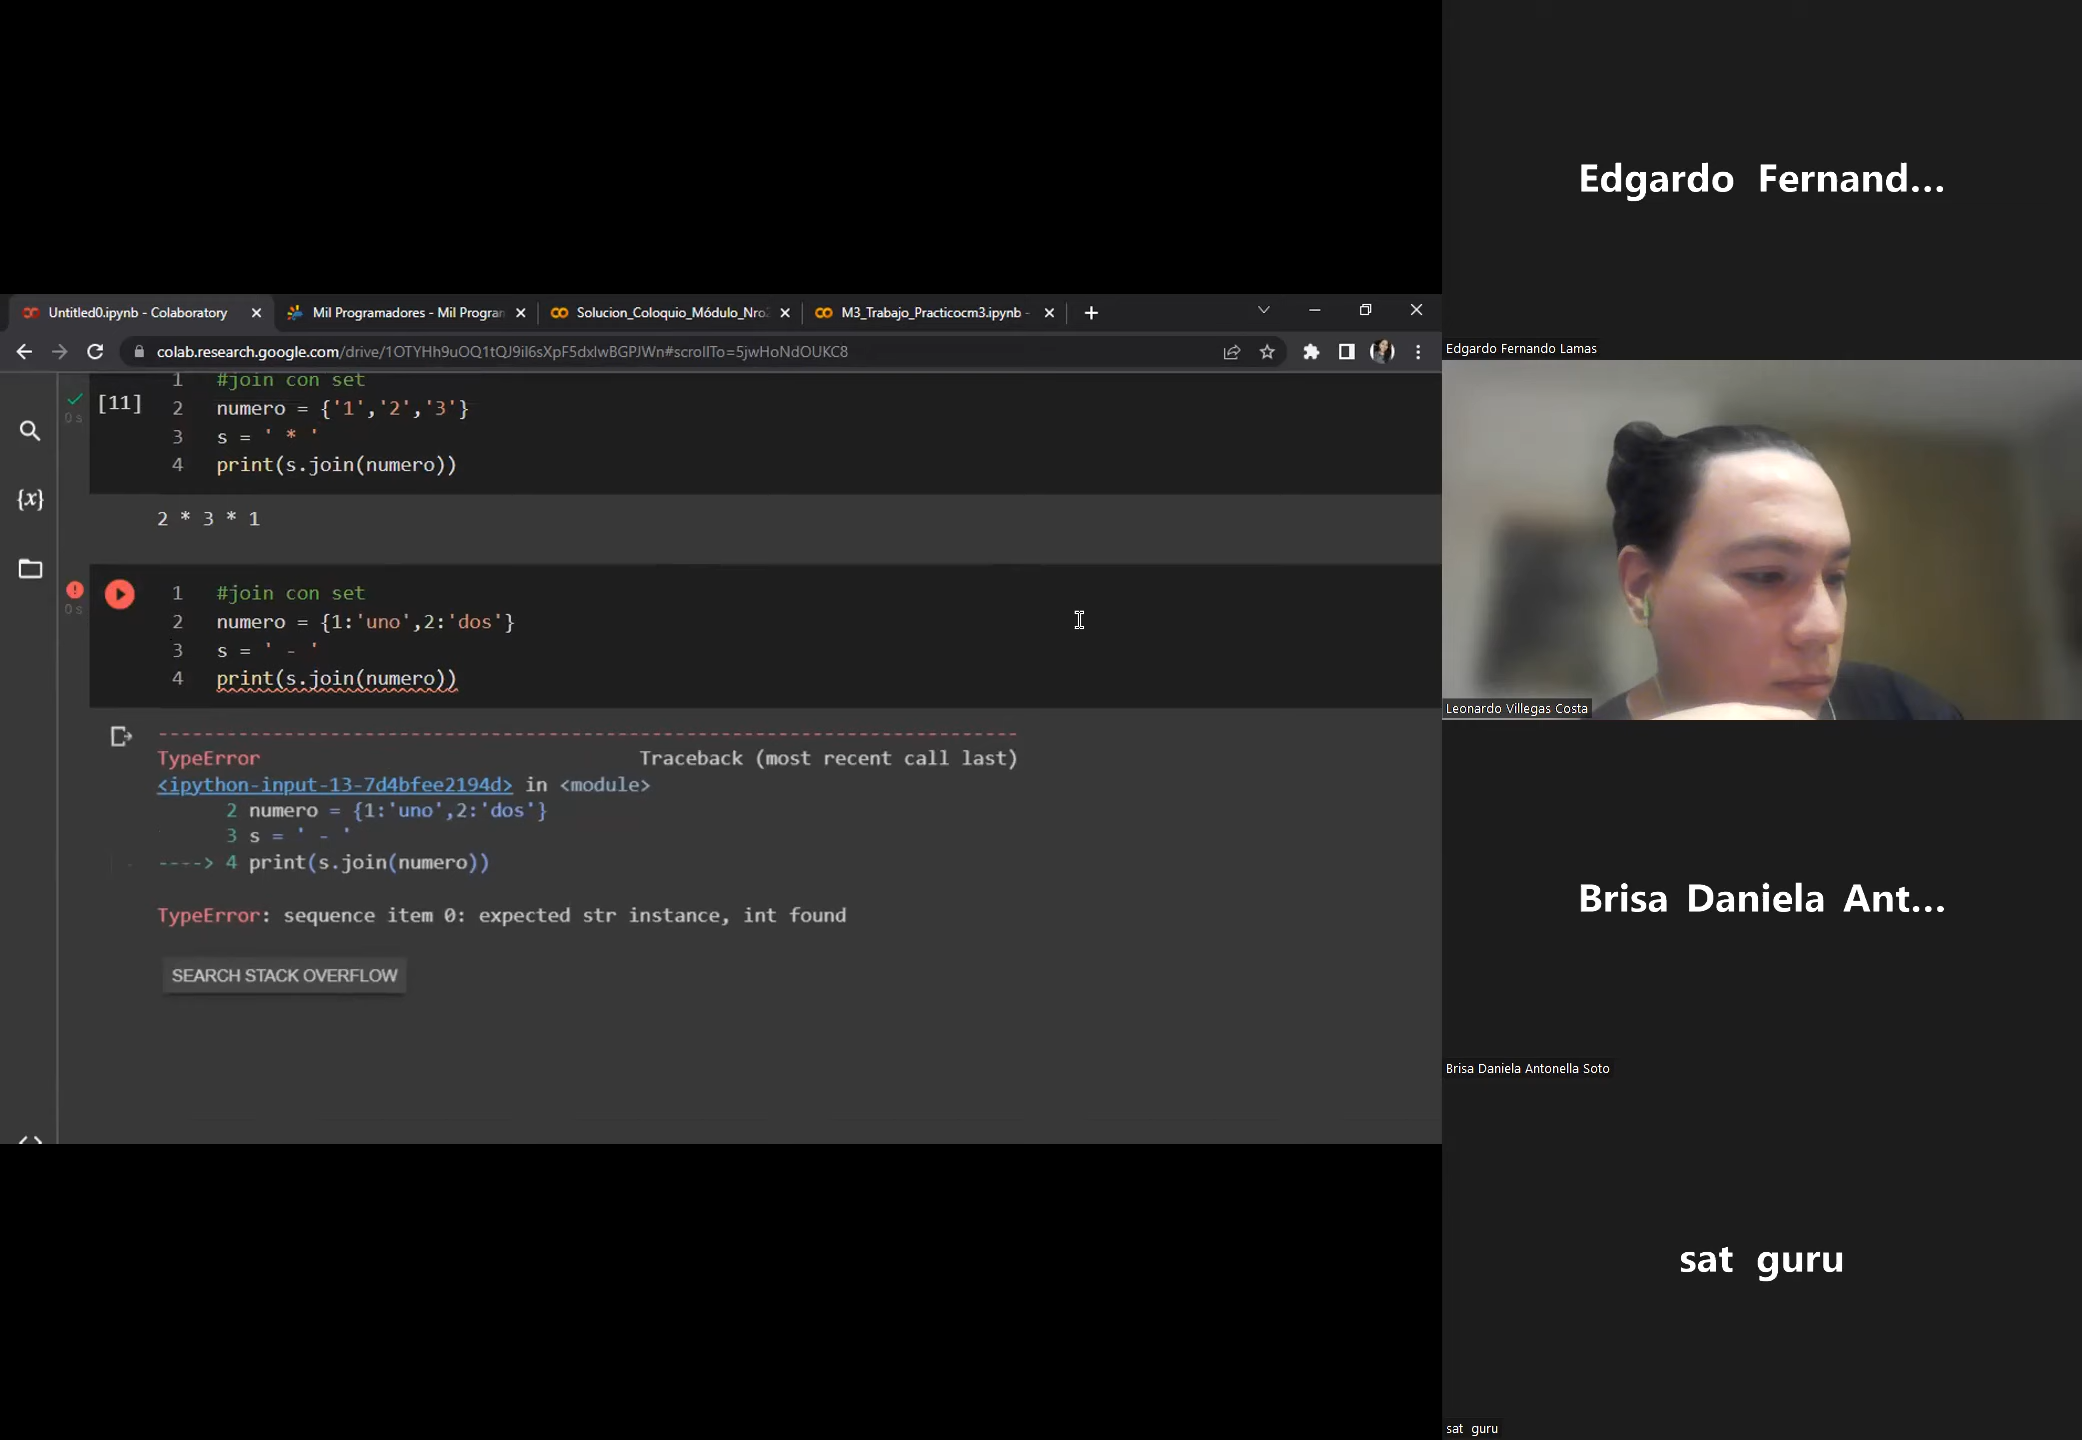 Untitled0.ipynb - Colaboratory
Mil Programadores - Mil Progran
Solucion_Coloquio_Módulo_Nro2
M3_Trabajo_Practicocm3.ipynb -
colab.research.google.com/drive/1OTYHh9uOQ1tQJ9il6sXpF5dxlwBGPJWn#scrollTo=5jwHoNdOUKC8
[11]
0 s
1 #join con set
2 numero = {'1','2','3'}
3 s = ' * '
4 print(s.join(numero))
2 * 3 * 1
0 s
1 #join con set
2 numero = {1:'uno',2:'dos'}
3 s = ' - '
4 print(s.join(numero))
---------------------------------------------------------------------------
TypeError Traceback (most recent call last)
<ipython-input-13-7d4bfee2194d> in <module>
2 numero = {1:'uno',2:'dos'}
3 s = ' - '
----> 4 print(s.join(numero))
TypeError: sequence item 0: expected str instance, int found
SEARCH STACK OVERFLOW
Edgardo Fernand...
Edgardo Fernando Lamas
Leonardo Villegas Costa
Brisa Daniela Ant...
Brisa Daniela Antonella Soto
sat guru
sat guru